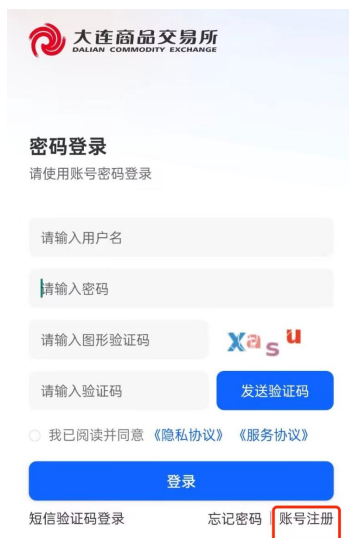 大连商品交易所
DALIAN COMMODITY EXCHANGE
密码登录
请使用账号密码登录
请输入用户名
请输入密码
请输入图形验证码 Xasu
请输入验证码 发送验证码
我已阅读并同意《隐私协议》《服务协议》
登录
短信验证码登录 忘记密码 | 账号注册